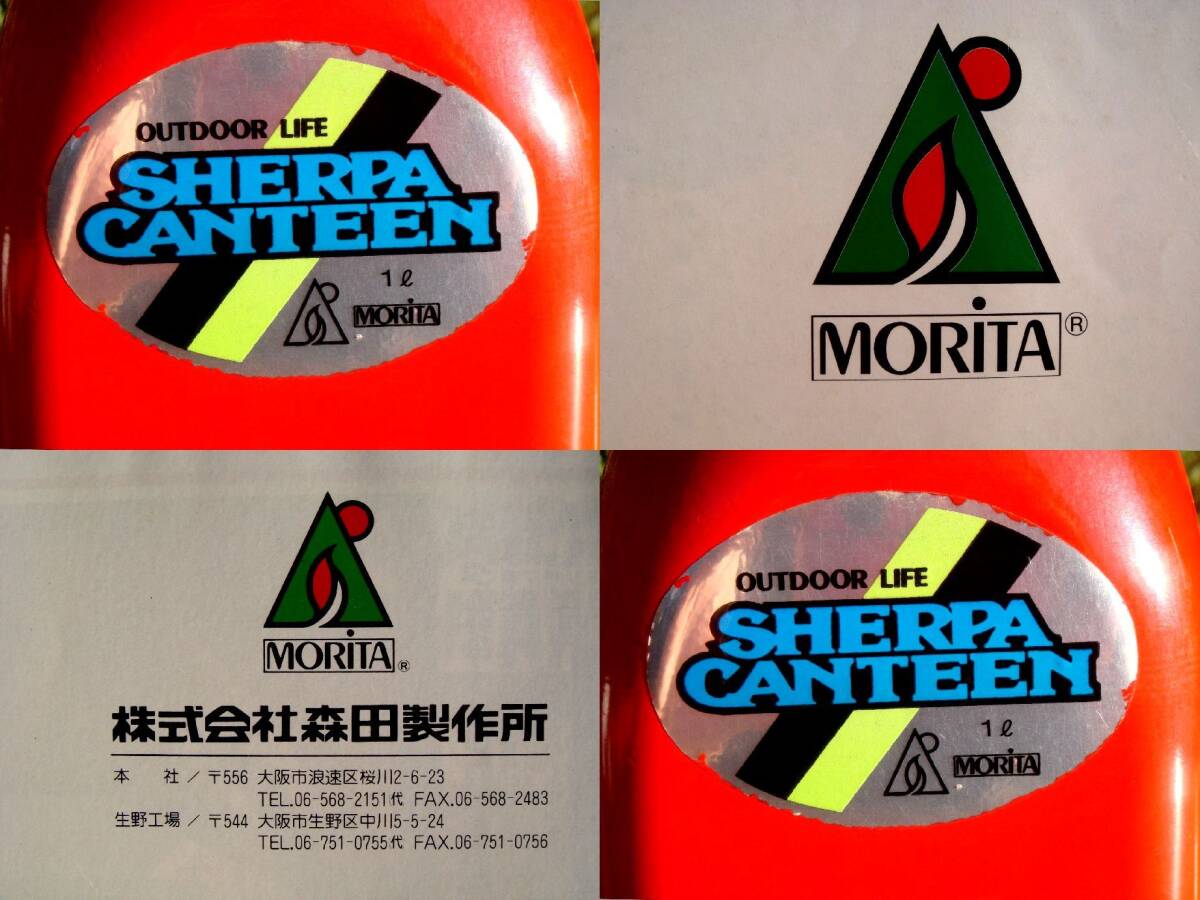 OUTDOOR LIFE
SHERPA
CANTEEN
1ℓ
MORiTA
MORiTA®
MORiTA®
株式会社森田製作所
本 社／〒556 大阪市浪速区桜川2-6-23
TEL.06-568-2151代 FAX.06-568-2483
生野工場／〒544 大阪市生野区中川5-5-24
TEL.06-751-0755代 FAX.06-751-0756
OUTDOOR LIFE
SHERPA
CANTEEN
1ℓ
MORiTA